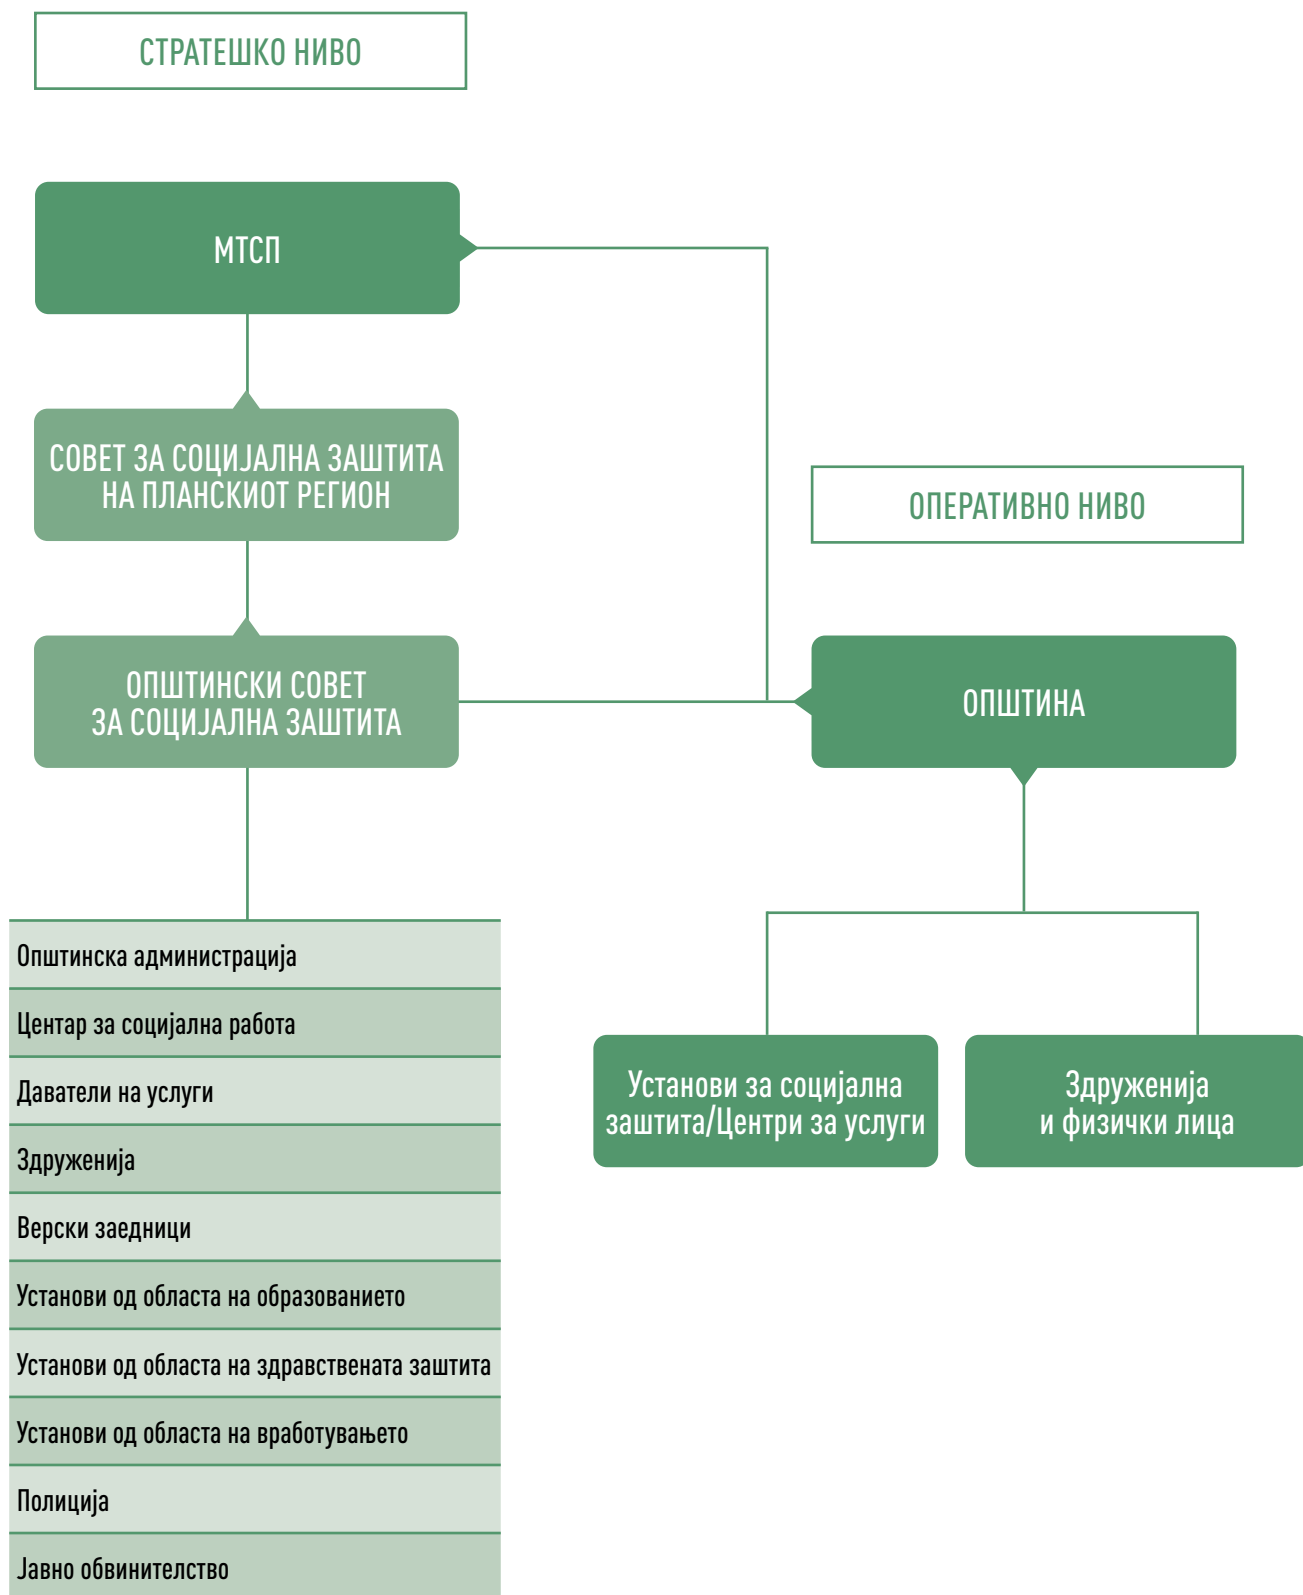 СТРАТЕШКО НИВО
МТСП
СОВЕТ ЗА СОЦИЈАЛНА ЗАШТИТА
НА ПЛАНСКИОТ РЕГИОН
ОПЕРАТИВНО НИВО
ОПШТИНСКИ СОВЕТ
ЗА СОЦИЈАЛНА ЗАШТИТА
ОПШТИНА
Општинска администрација
Центар за социјална работа
Даватели на услуги
Здруженија
Верски заедници
Установи од областа на образованието
Установи од областа на здравствената заштита
Установи од областа на вработувањето
Полиција
Јавно обвинителство
Установи за социјална
заштита/Центри за услуги
Здруженија
и физички лица